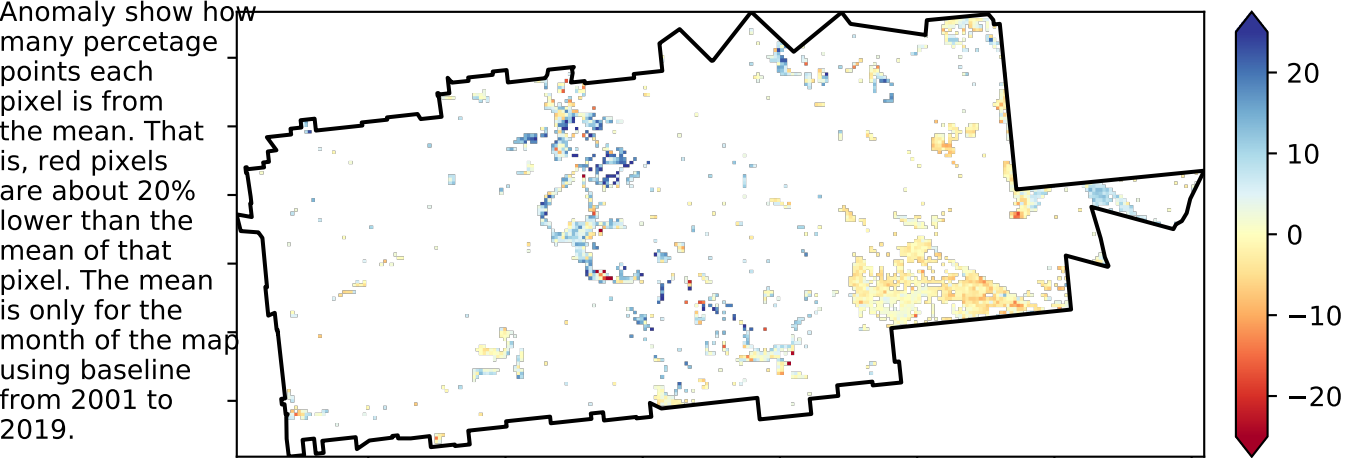 Anomaly show how
many percetage
points each
pixel is from
the mean. That
is, red pixels
are about 20%
lower than the
mean of that
pixel. The mean
is only for the
month of the map
using baseline
from 2001 to
2019.
20
10
0
−10
−20